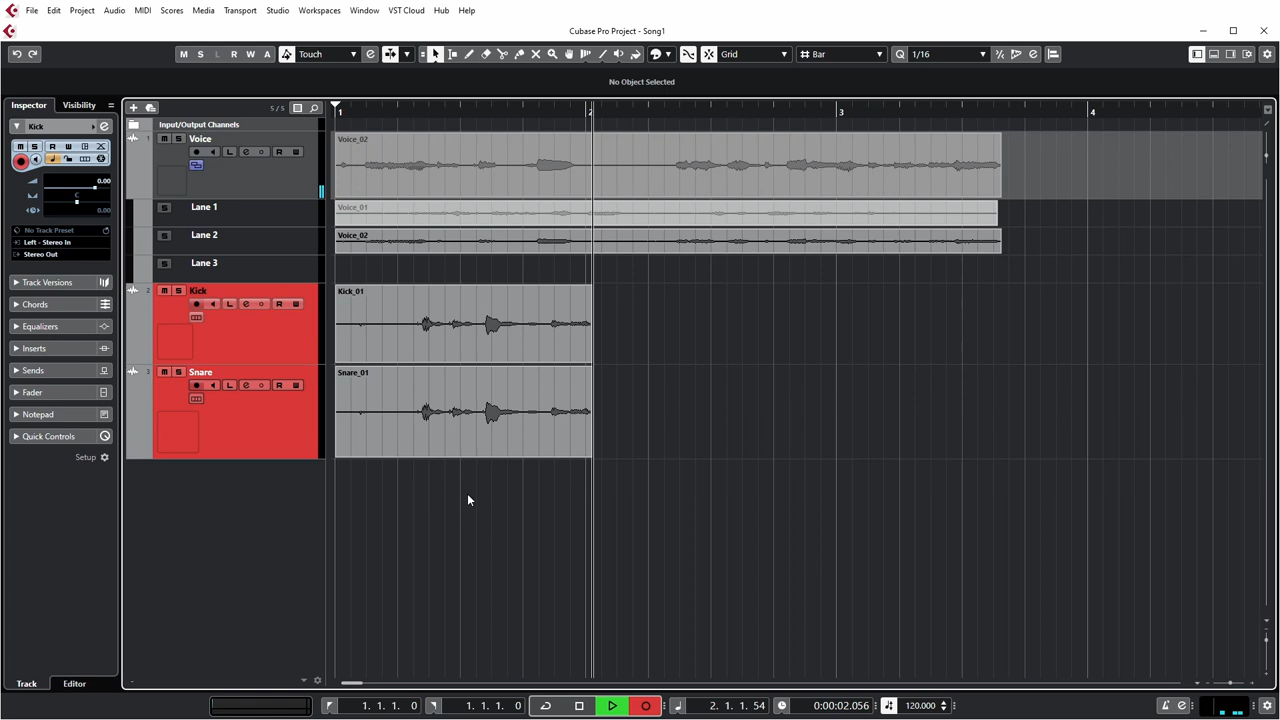 File Edit Project Audio MIDI Scores Media Transport Studio Workspaces Window VST Cloud Hub Help
Cubase Pro Project - Song1
M S L R W A Touch Grid Bar Q 1/16
No Object Selected
Inspector Visibility
5/5
1 2 3 4
Input/Output Channels
Kick
1 M S Voice
L R
Voice_02
M S R W
0.00
C
0.00
Lane 1
Voice_01
No Track Preset
Left - Stereo In
Stereo Out
Lane 2
Voice_02
Lane 3
Track Versions
2 M S Kick
L R
Kick_01
Chords
Equalizers
Inserts
Sends
3 M S Snare
L R
Snare_01
Fader
Notepad
Quick Controls
Setup
Track Editor
1. 1. 1. 0 1. 1. 1. 0 2. 1. 1. 54 0:00:02.056 120.000